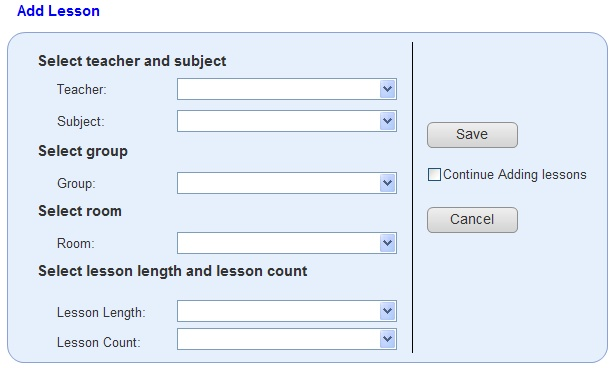 Add Lesson
Select teacher and subject
Teacher:
Subject:
Select group
Group:
Select room
Room:
Select lesson length and lesson count
Lesson Length:
Lesson Count:
Save
Continue Adding lessons
Cancel